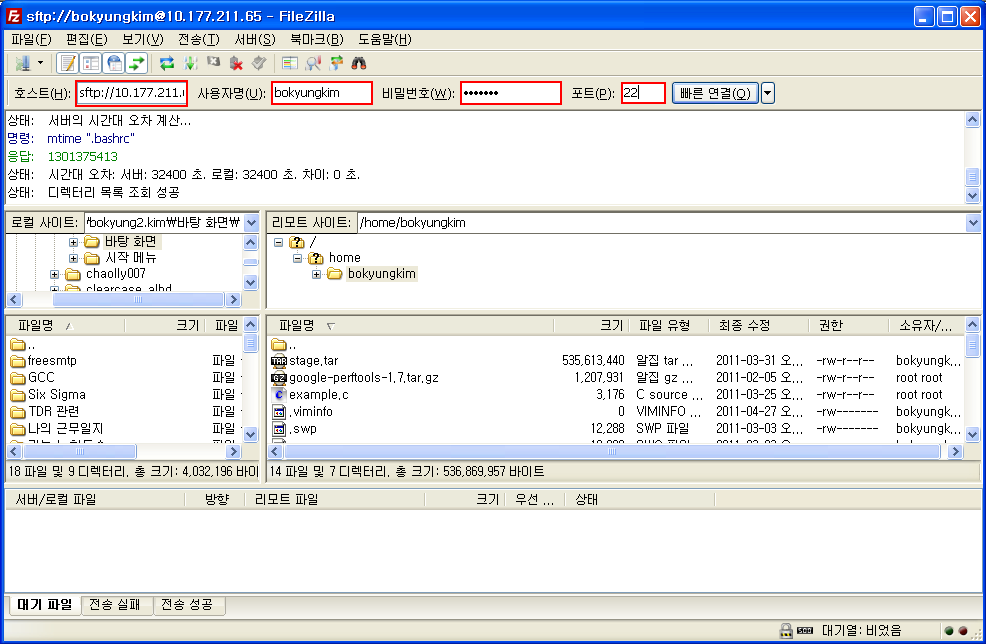 sftp://bokyungkim@10.177.211.65 - FileZilla
파일(F) 편집(E) 보기(V) 전송(T) 서버(S) 북마크(B) 도움말(H)
호스트(H): sftp://10.177.211. 사용자명(U): bokyungkim 비밀번호(W): ●●●●●●● 포트(P): 22 빠른 연결(Q)
상태: 서버의 시간대 오차 계산...
명령: mtime ".bashrc"
응답: 1301375413
상태: 시간대 오차: 서버: 32400 초. 로컬: 32400 초. 차이: 0 초.
상태: 디렉터리 목록 조회 성공
로컬 사이트: bokyung2.kim₩바탕 화면₩
바탕 화면
시작 메뉴
chaolly007
리모트 사이트: /home/bokyungkim
/
home
bokyungkim
파일명 크기 파일
..
freesmtp 파일
GCC 파일
Six Sigma 파일
TDR 관련 파일
나의 근무일지 파일
18 파일 및 9 디렉터리. 총 크기: 4,032,196 바이
파일명 크기 파일 유형 최종 수정 권한 소유자/...
..
stage.tar 535,613,440 알집 tar ... 2011-03-31 오... -rw-r--r-- bokyungk...
google-perftools-1.7.tar.gz 1,207,931 알집 gz ... 2011-02-05 오... -rw-r--r-- root root
example.c 3,176 C source ... 2011-03-25 오... -rw-r--r-- root root
.viminfo 0 VIMINFO ... 2011-04-27 오... -rw------- bokyungk...
.swp 12,288 SWP 파일 2011-03-03 오... -rw------- bokyungk...
14 파일 및 7 디렉터리. 총 크기: 536,869,957 바이트
서버/로컬 파일 방향 리모트 파일 크기 우선 ... 상태
대기 파일 전송 실패 전송 성공
대기열: 비었음